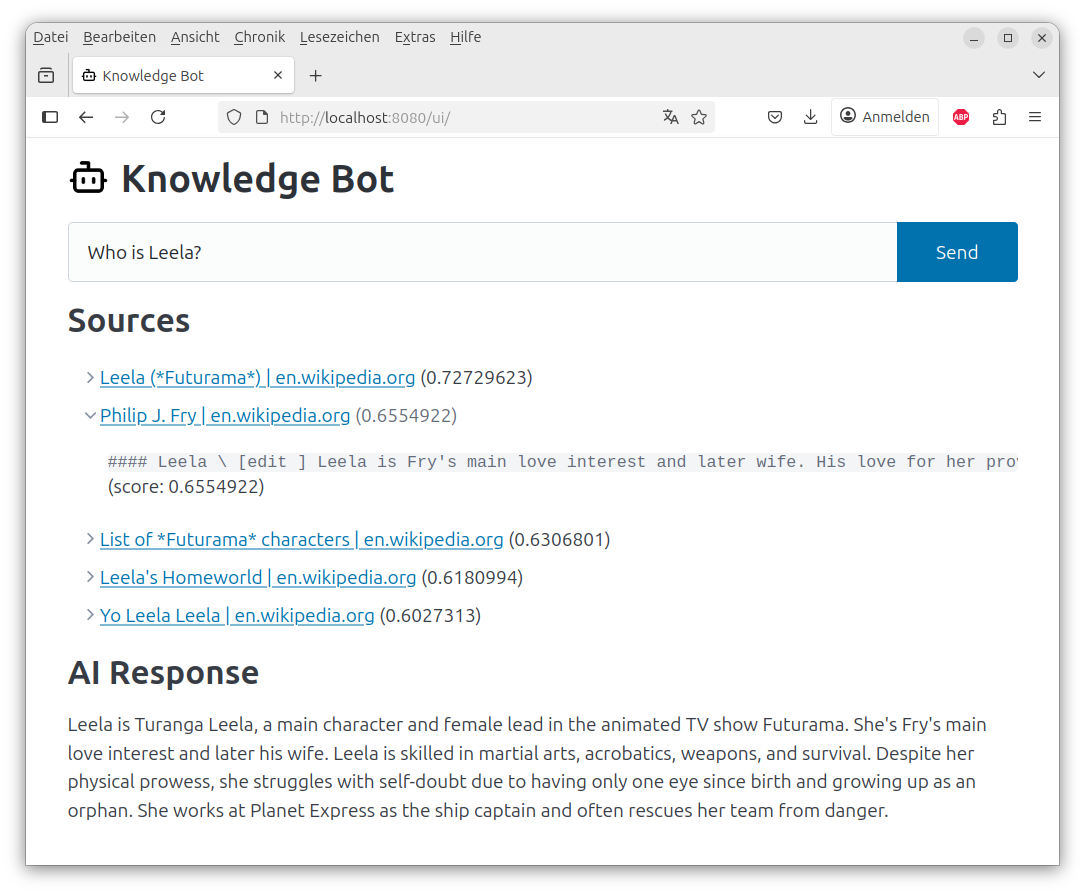 Datei Bearbeiten Ansicht Chronik Lesezeichen Extras Hilfe
Knowledge Bot
http://localhost:8080/ui/
Anmelden
ABP
Knowledge Bot
Who is Leela? Send
Sources
Leela (*Futurama*) | en.wikipedia.org (0.72729623)
Philip J. Fry | en.wikipedia.org (0.6554922)
#### Leela \ [edit ] Leela is Fry's main love interest and later wife. His love for her
(score: 0.6554922)
List of *Futurama* characters | en.wikipedia.org (0.6306801)
Leela's Homeworld | en.wikipedia.org (0.6180994)
Yo Leela Leela | en.wikipedia.org (0.6027313)
AI Response
Leela is Turanga Leela, a main character and female lead in the animated TV show Futurama. She's Fry's main
love interest and later his wife. Leela is skilled in martial arts, acrobatics, weapons, and survival. Despite her
physical prowess, she struggles with self-doubt due to having only one eye since birth and growing up as an
orphan. She works at Planet Express as the ship captain and often rescues her team from danger.